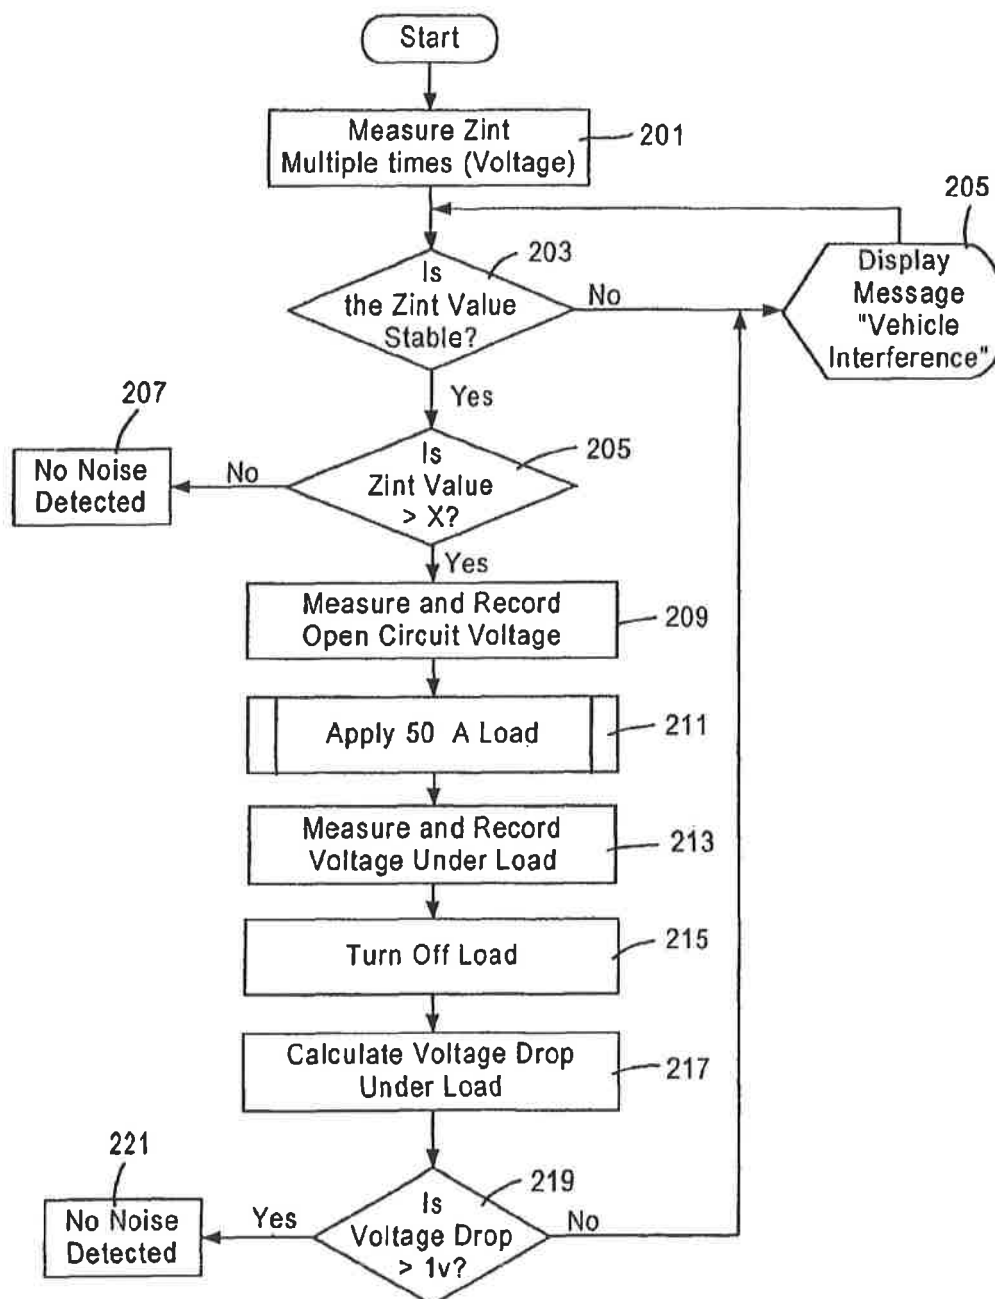 Start
Measure Zint
Multiple times (Voltage)
201
205
Display
Message
"Vehicle
Interference"
203
Is
the Zint Value
Stable?
No
Yes
207
No Noise
Detected
No
205
Is
Zint Value
> X?
Yes
Measure and Record
Open Circuit Voltage
209
Apply 50 A Load
211
Measure and Record
Voltage Under Load
213
Turn Off Load
215
Calculate Voltage Drop
Under Load
217
221
No Noise
Detected
Yes
219
Is
Voltage Drop
> 1v?
No